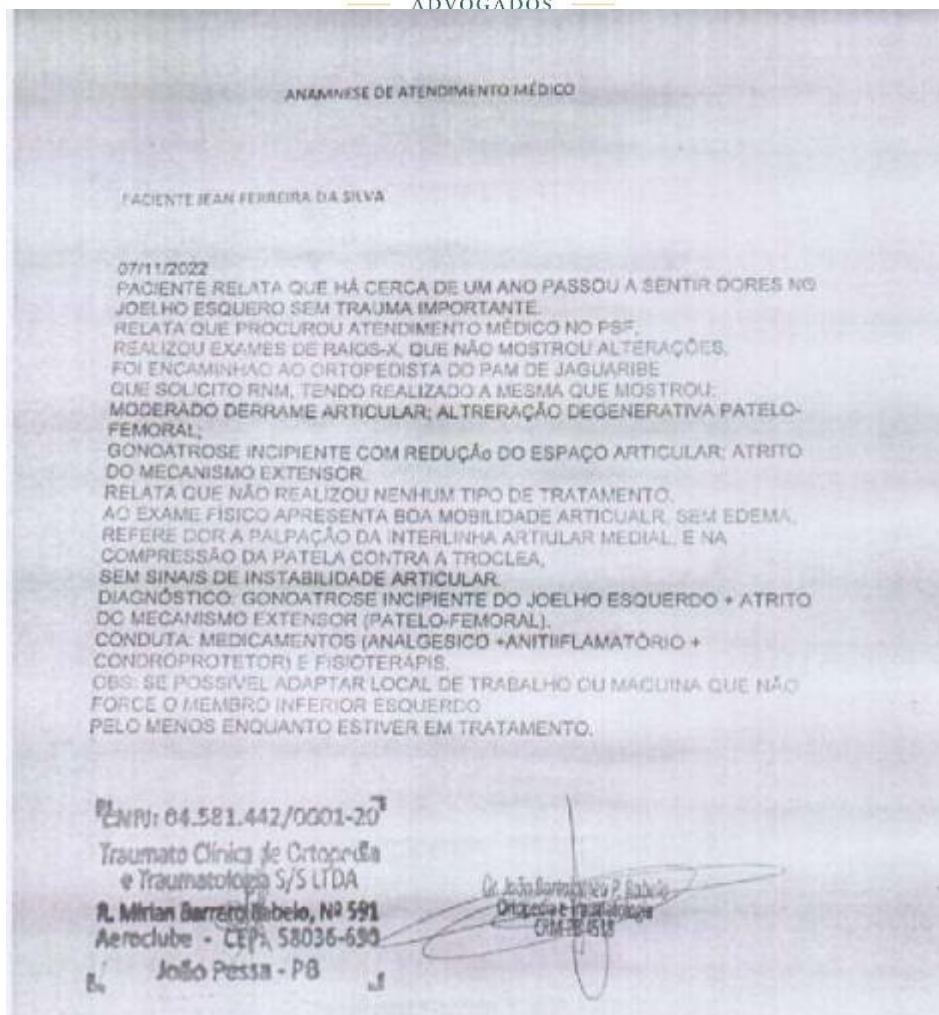 ADVOGADOS
ANAMNESE DE ATENDIMENTO MÉDICO
PACIENTE JEAN FERREIRA DA SILVA
07/11/2022
PACIENTE RELATA QUE HÁ CERCA DE UM ANO PASSOU A SENTIR DORES NO
JOELHO ESQUERO SEM TRAUMA IMPORTANTE.
RELATA QUE PROCUROU ATENDIMENTO MÉDICO NO PSF,
REALIZOU EXAMES DE RAIOS-X, QUE NÃO MOSTROU ALTERAÇÕES.
FOI ENCAMINHAO AO ORTOPEDISTA DO PAM DE JAGUARIBE
QUE SOLICITO RNM, TENDO REALIZADO A MESMA QUE MOSTROU:
MODERADO DERRAME ARTICULAR; ALTRERAÇÃO DEGENERATIVA PATELO-
FEMORAL;
GONOATROSE INCIPIENTE COM REDUÇÃo DO ESPAÇO ARTICULAR; ATRITO
DO MECANISMO EXTENSOR.
RELATA QUE NÃO REALIZOU NENHUM TIPO DE TRATAMENTO.
AO EXAME FÍSICO APRESENTA BOA MOBILIDADE ARTICUALR, SEM EDEMA,
REFERE DOR A PALPAÇÃO DA INTERLINHA ARTIULAR MEDIAL, E NA
COMPRESSÃO DA PATELA CONTRA A TROCLEA,
SEM SINAIS DE INSTABILIDADE ARTICULAR.
DIAGNÓSTICO: GONOATROSE INCIPIENTE DO JOELHO ESQUERDO + ATRITO
DO MECANISMO EXTENSOR (PATELO-FEMORAL).
CONDUTA: MEDICAMENTOS (ANALGESICO +ANITIIFLAMATÓRIO +
CONDROPROTETOR) E FISIOTERAPIS.
OBS: SE POSSIVEL ADAPTAR LOCAL DE TRABALHO OU MAQUINA QUE NÃO
FORCE O MEMBRO INFERIOR ESQUERDO
PELO MENOS ENQUANTO ESTIVER EM TRATAMENTO.
CNPJ: 04.581.442/0001-20
Traumato Clínica de Ortopedia
e Traumatologia S/S LTDA
R. Mirian Barreto Rabelo, Nº 591
Aeroclube - CEP: 58036-690
João Pessa - PB
Dr. João P. Rabelo
Ortopedia e Traumatologia